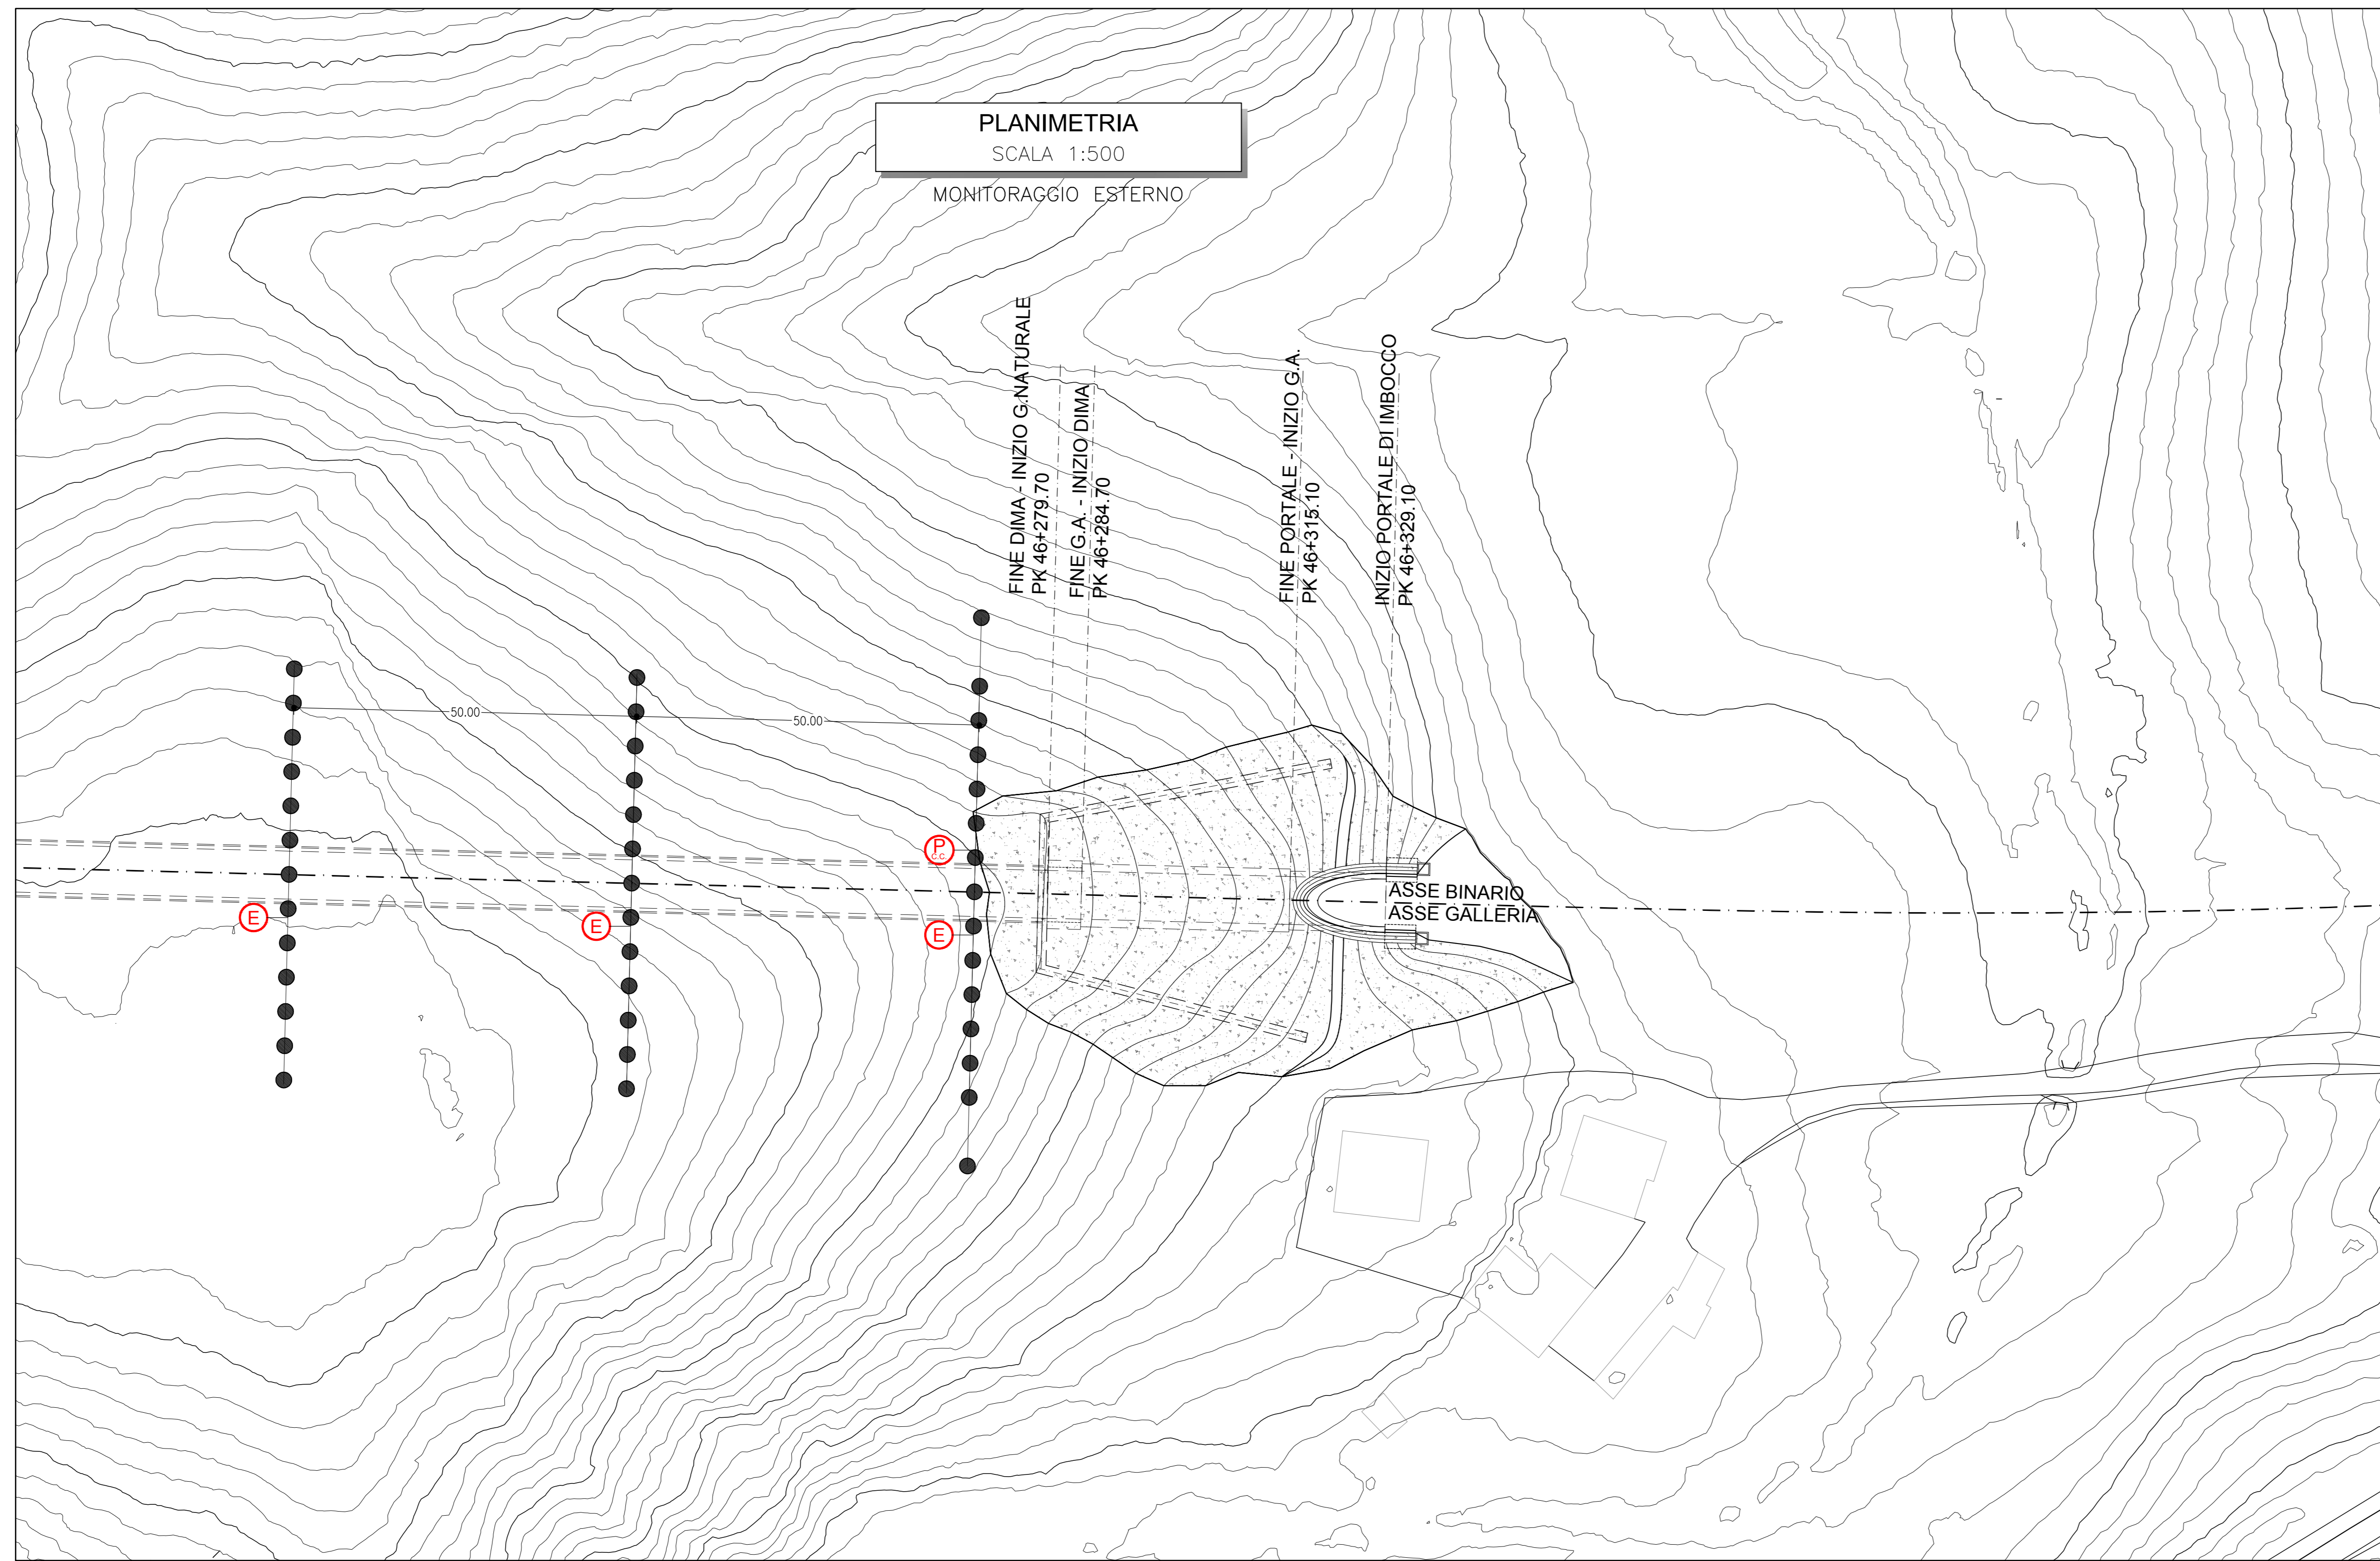 PLANIMETRIA
SCALA 1:500
MONITORAGGIO ESTERNO
FINE DIMA - INIZIO G.NATURALE
PK 46+279.70
FINE G.A. - INIZIO DIMA
PK 46+284.70
FINE PORTALE - INIZIO G.A.
PK 46+315.10
INIZIO PORTALE DI IMBOCCO
PK 46+329.10
50.00
50.00
P
c.c.
E
E
E
ASSE BINARIO
ASSE GALLERIA